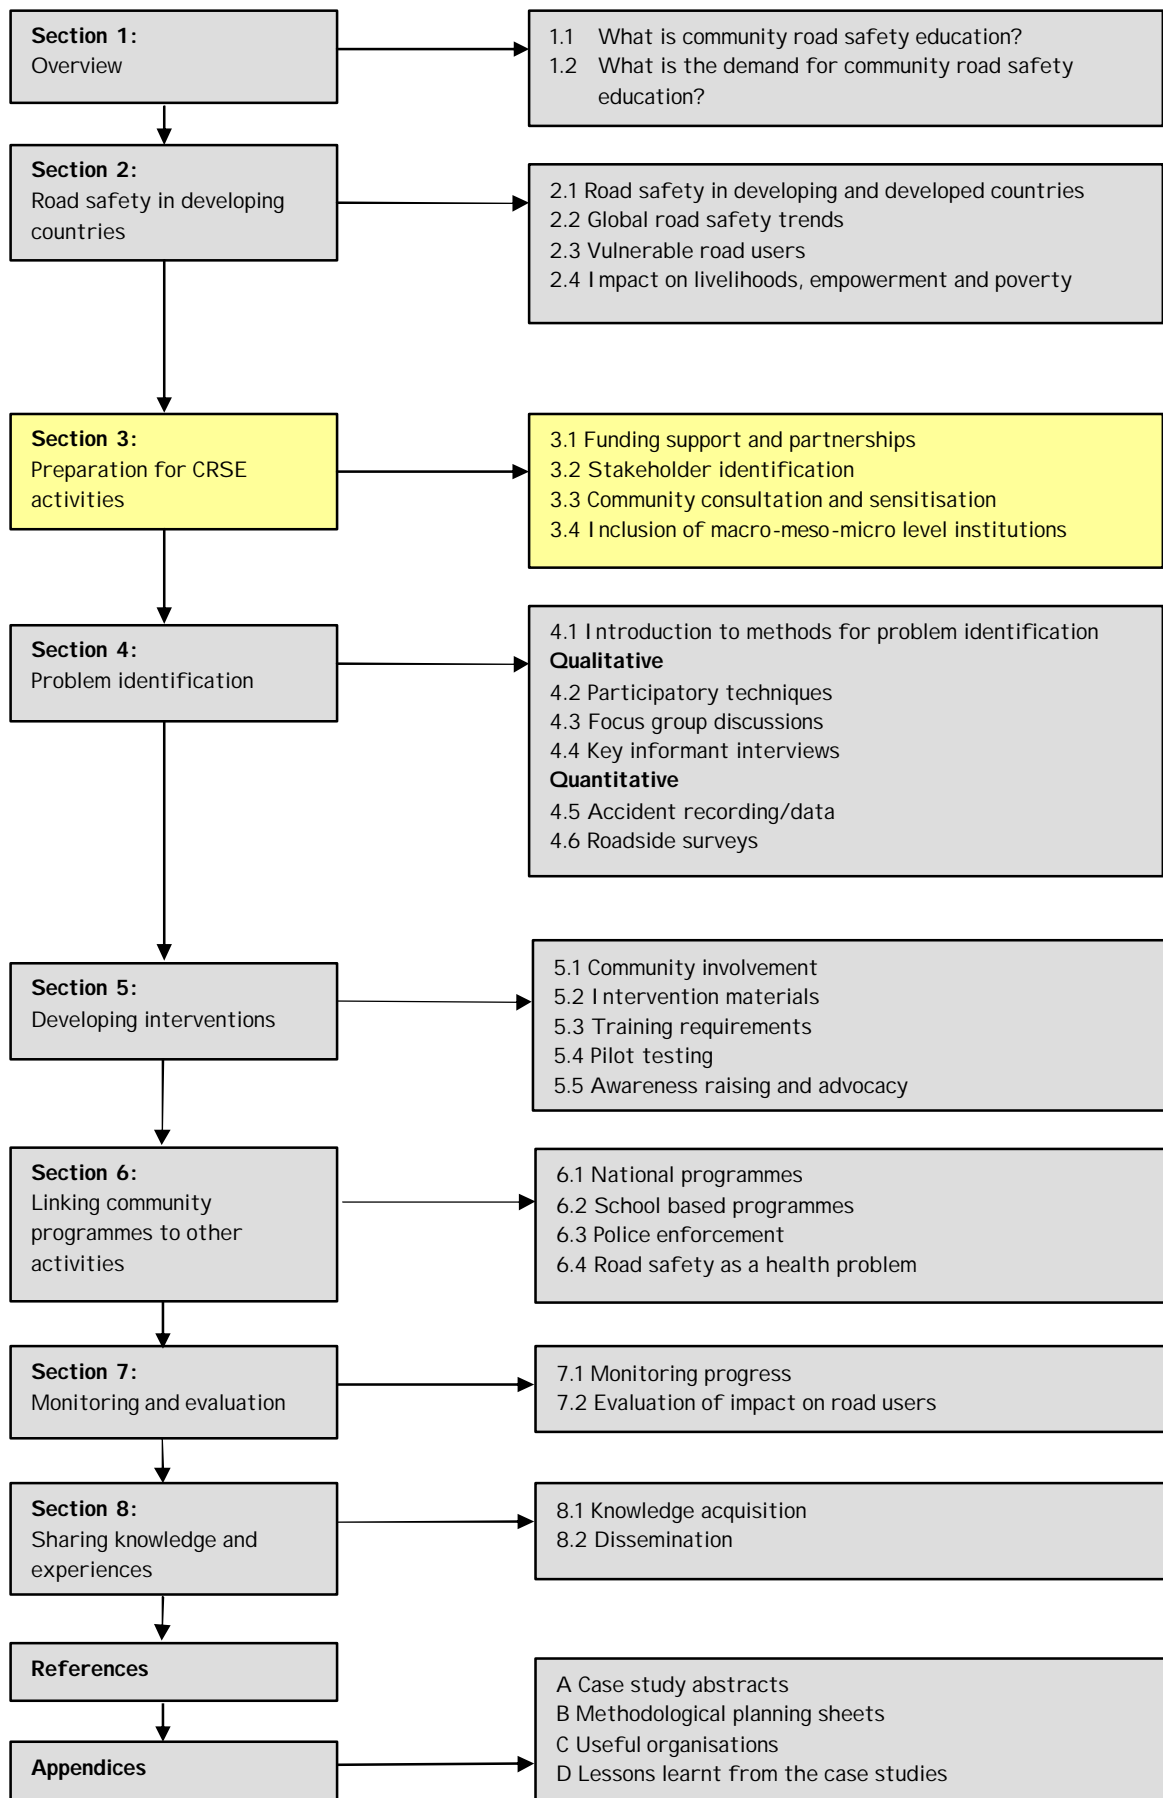 Section 1:
Overview
1.1 What is community road safety education?
1.2 What is the demand for community road safety
education?
Section 2:
Road safety in developing
countries
2.1 Road safety in developing and developed countries
2.2 Global road safety trends
2.3 Vulnerable road users
2.4 Impact on livelihoods, empowerment and poverty
Section 3:
Preparation for CRSE
activities
3.1 Funding support and partnerships
3.2 Stakeholder identification
3.3 Community consultation and sensitisation
3.4 Inclusion of macro-meso-micro level institutions
Section 4:
Problem identification
4.1 Introduction to methods for problem identification
Qualitative
4.2 Participatory techniques
4.3 Focus group discussions
4.4 Key informant interviews
Quantitative
4.5 Accident recording/data
4.6 Roadside surveys
Section 5:
Developing interventions
5.1 Community involvement
5.2 Intervention materials
5.3 Training requirements
5.4 Pilot testing
5.5 Awareness raising and advocacy
Section 6:
Linking community
programmes to other
activities
6.1 National programmes
6.2 School based programmes
6.3 Police enforcement
6.4 Road safety as a health problem
Section 7:
Monitoring and evaluation
7.1 Monitoring progress
7.2 Evaluation of impact on road users
Section 8:
Sharing knowledge and
experiences
8.1 Knowledge acquisition
8.2 Dissemination
References
Appendices
A Case study abstracts
B Methodological planning sheets
C Useful organisations
D Lessons learnt from the case studies